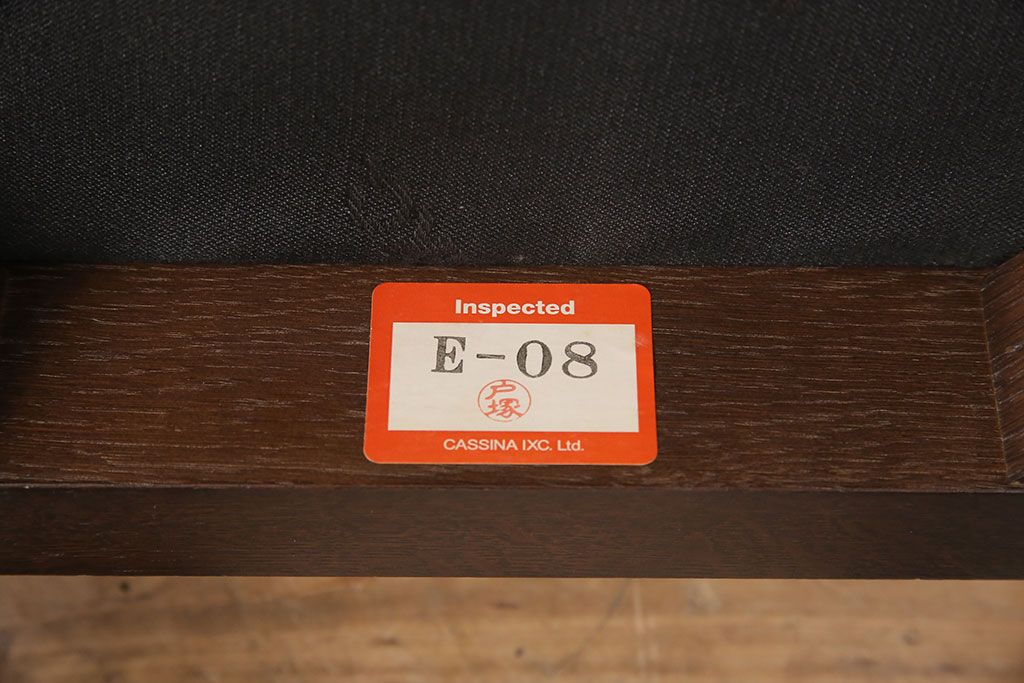 Inspected
E-08
戸塚
CASSINA IXC. Ltd.